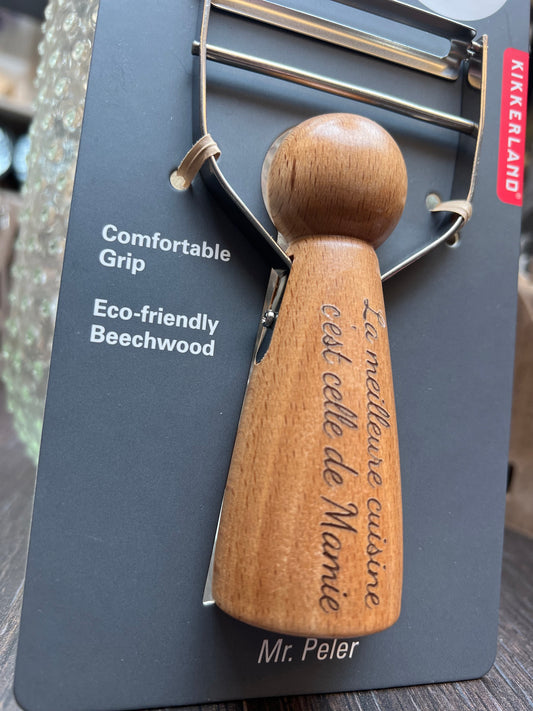 KIKKERLAND®
Comfortable
Grip
Eco-friendly
Beechwood
La meilleure cuisine
c'est celle de Mamie
Mr. Peler